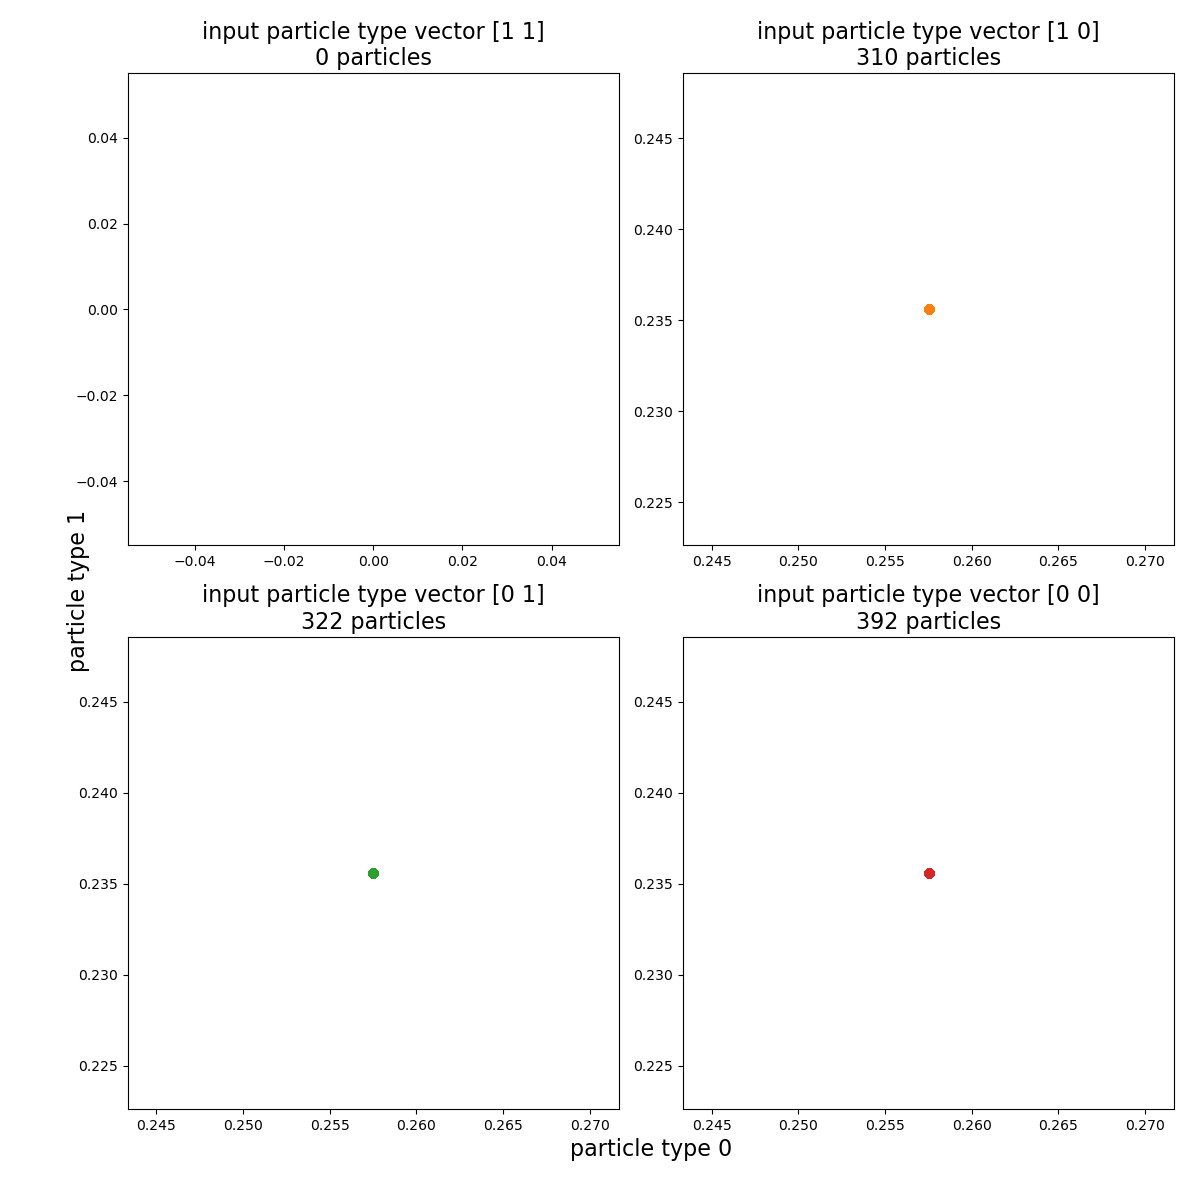 input particle type vector [1 1]
0 particles
0.04
0.02
0.00
−0.02
−0.04
−0.04 −0.02 0.00 0.02 0.04
input particle type vector [1 0]
310 particles
0.245
0.240
0.235
0.230
0.225
0.245 0.250 0.255 0.260 0.265 0.270
particle type 1
input particle type vector [0 1]
322 particles
0.245
0.240
0.235
0.230
0.225
0.245 0.250 0.255 0.260 0.265 0.270
input particle type vector [0 0]
392 particles
0.245
0.240
0.235
0.230
0.225
0.245 0.250 0.255 0.260 0.265 0.270
particle type 0